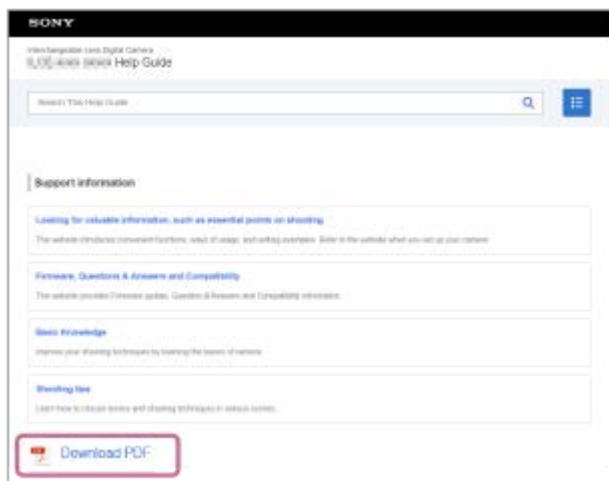 SONY
Interchangeable Lens Digital Camera
Help Guide
Search This Help Guide
Support information
Looking for valuable information, such as essential points on shooting
This website introduces convenient functions, ways of usage, and setting examples. Refer to the website when you set up your camera.
Firmware, Questions & Answers and Compatibility
This website provides Firmware update, Question & Answers and Compatibility information.
Basic Knowledge
Improve your shooting techniques by learning the basics of camera.
Shooting tips
Learn how to choose lenses and shooting techniques in various scenes.
Download PDF